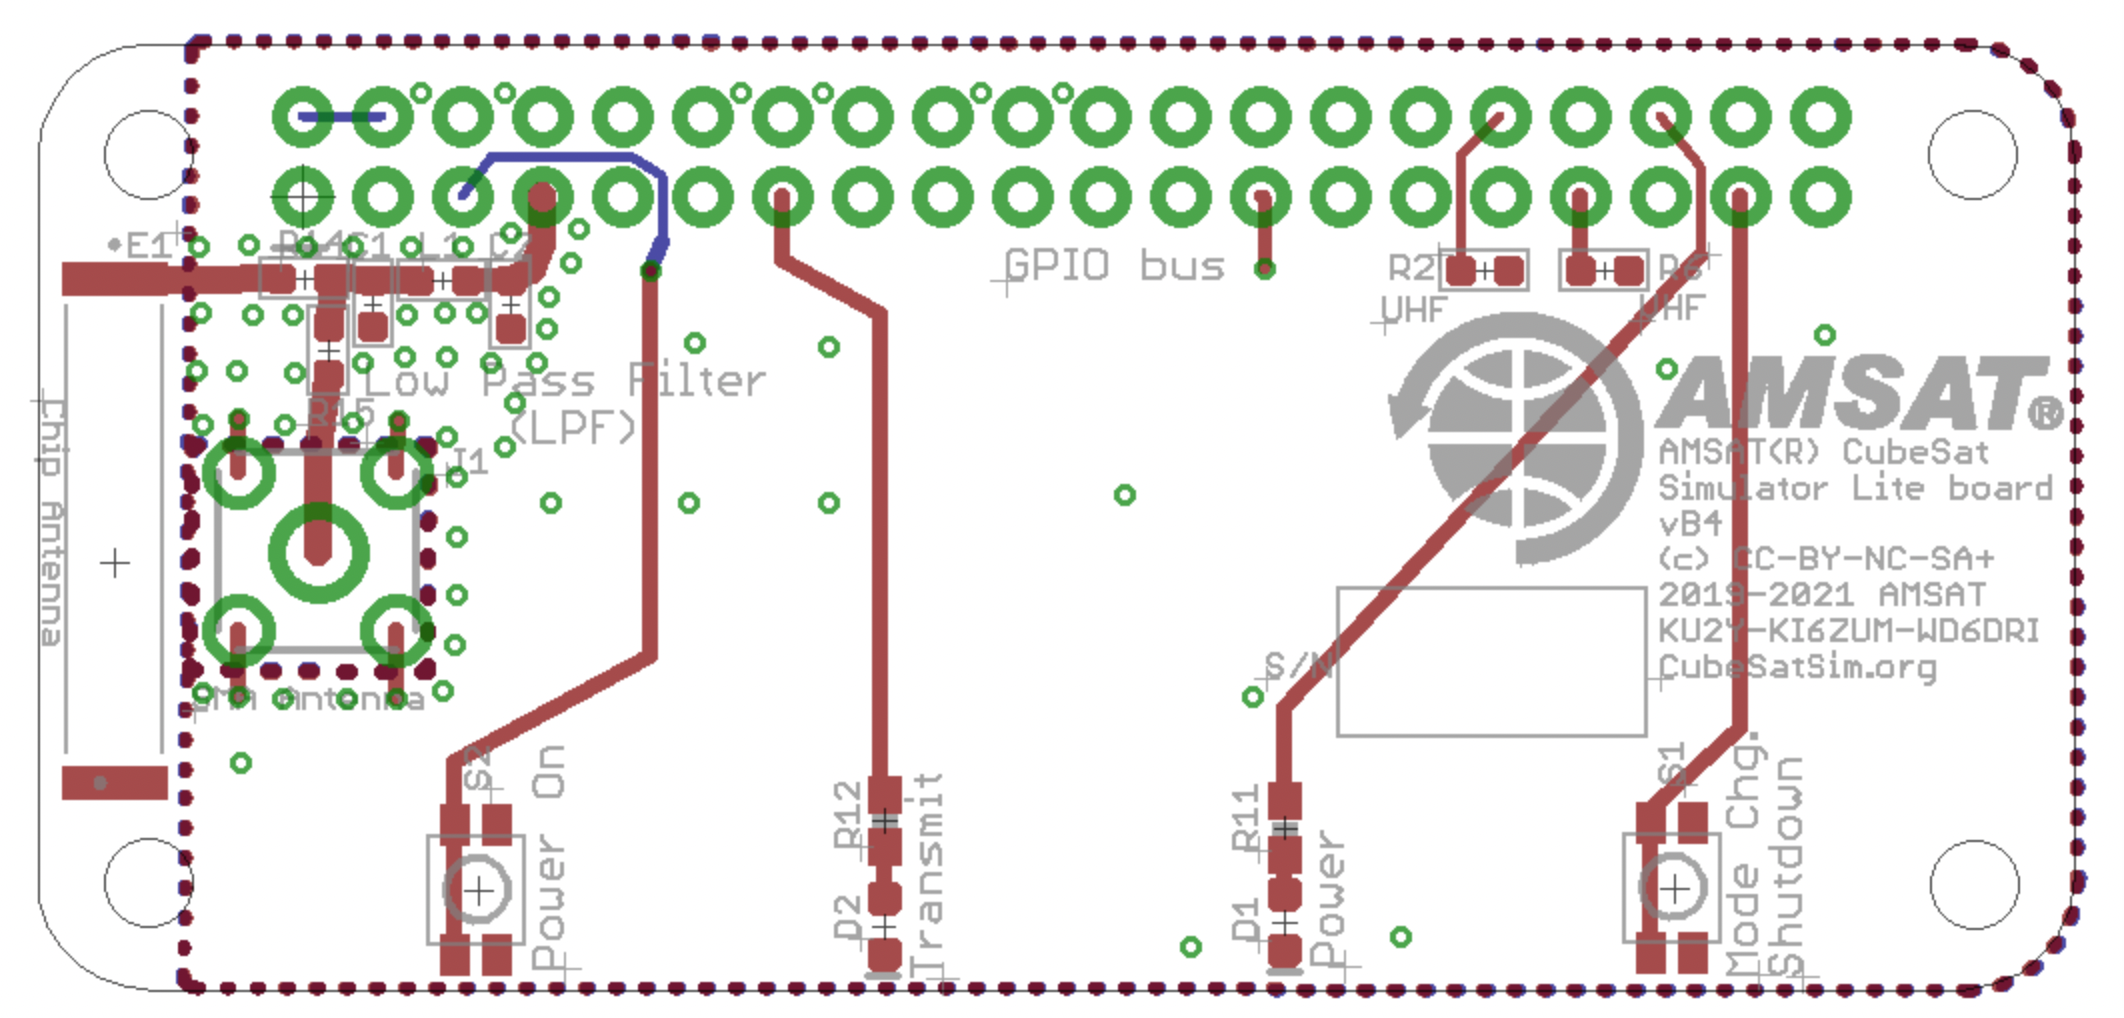 E1
R14
C1
L1
C2
GPIO bus
R2
R6
UHF
UHF
Low Pass Filter
(LPF)
R15
J1
Chip Antenna
SMA Antenna
AMSAT®
AMSAT(R) CubeSat
Simulator Lite board
vB4
(c) CC-BY-NC-SA+
2019-2021 AMSAT
KU2Y-KI6ZUM-WD6DRI
CubeSatSim.org
S/N
S2
Power On
R12
D2
Transmit
R11
D1
Power
S1
Mode Chg.
Shutdown